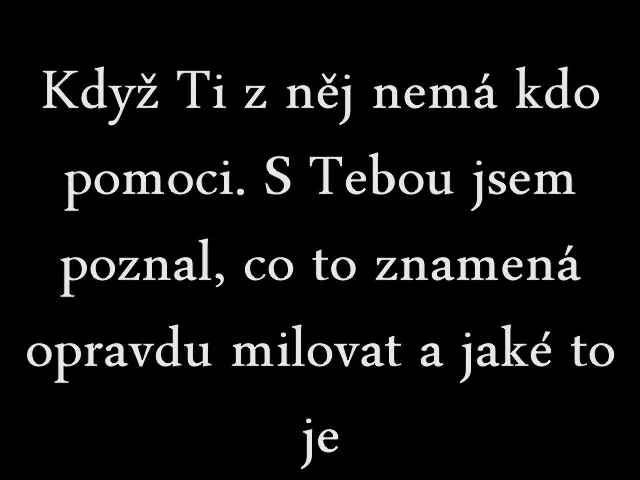 Když Ti z něj nemá kdo
pomoci. S Tebou jsem
poznal, co to znamená
opravdu milovat a jaké to
je